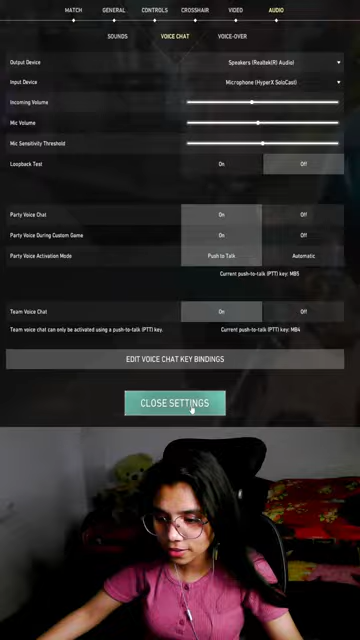 MATCH GENERAL CONTROLS CROSSHAIR VIDEO AUDIO
SOUNDS VOICE CHAT VOICE-OVER
Output Device Speakers (Realtek(R) Audio)
Input Device Microphone (HyperX SoloCast)
Incoming Volume
Mic Volume
Mic Sensitivity Threshold
Loopback Test On Off
Party Voice Chat On Off
Party Voice During Custom Game On Off
Party Voice Activation Mode Push to Talk Automatic
Current push-to-talk (PTT) key: MB5
Team Voice Chat On Off
Team voice chat can only be activated using a push-to-talk (PTT) key. Current push-to-talk (PTT) key: MB4
EDIT VOICE CHAT KEY BINDINGS
CLOSE SETTINGS